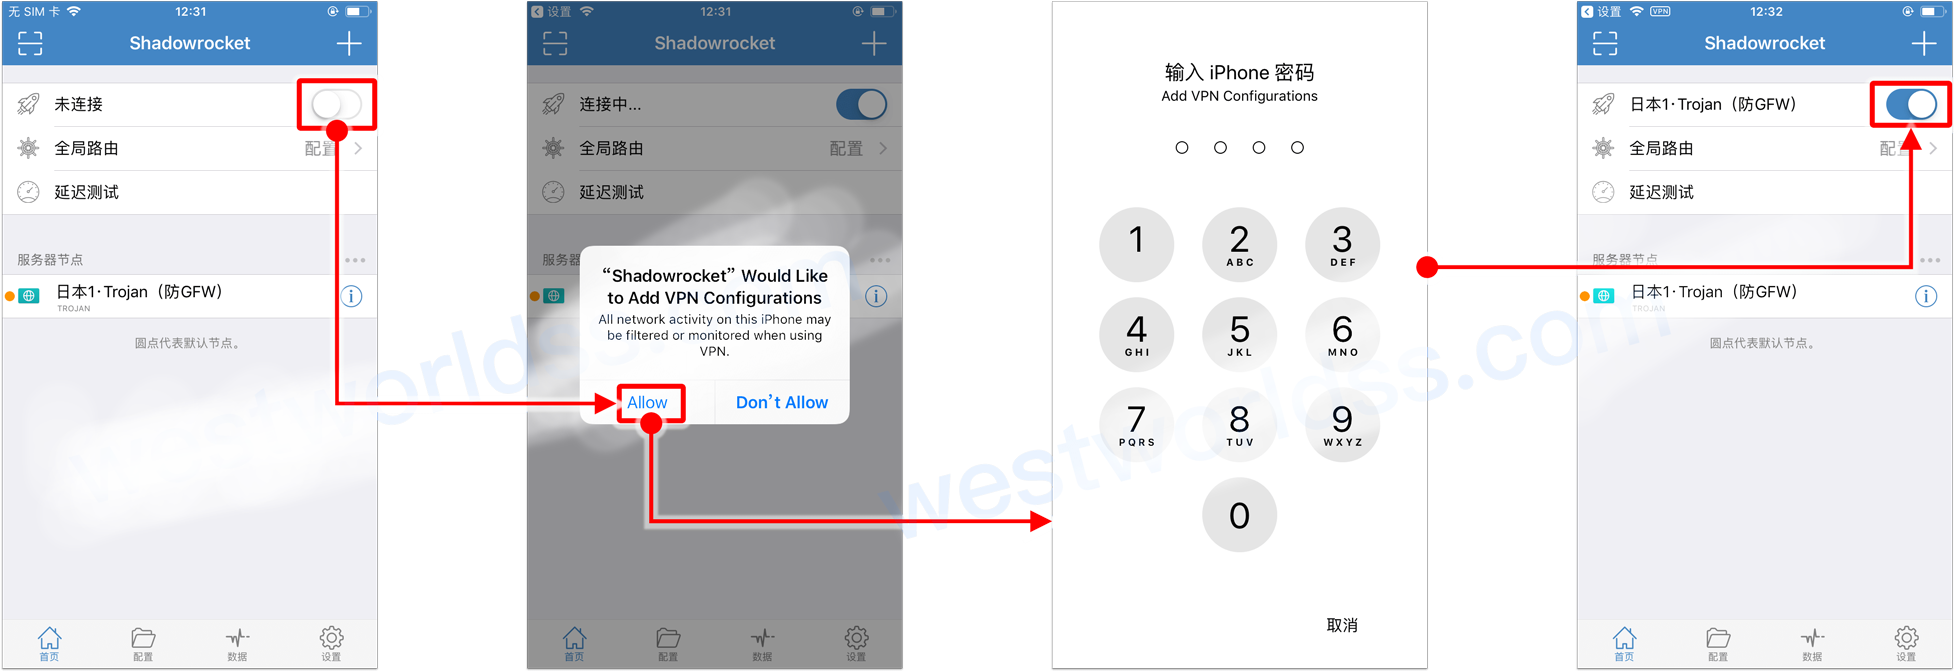 无 SIM 卡
12:31
Shadowrocket
未连接
全局路由
配置
延迟测试
服务器节点
日本1·Trojan（防GFW）
TROJAN
圆点代表默认节点。
首页
配置
数据
设置
设置
12:31
Shadowrocket
连接中...
全局路由
配置
延迟测试
服务器
“Shadowrocket” Would Like
to Add VPN Configurations
All network activity on this iPhone may
be filtered or monitored when using
VPN.
Allow
Don’t Allow
首页
配置
数据
设置
输入 iPhone 密码
Add VPN Configurations
1
2
ABC
3
DEF
4
GHI
5
JKL
6
MNO
7
PQRS
8
TUV
9
WXYZ
0
取消
设置
VPN
12:32
Shadowrocket
日本1·Trojan（防GFW）
全局路由
配置
延迟测试
服务器节点
日本1·Trojan（防GFW）
TROJAN
圆点代表默认节点。
首页
配置
数据
设置
westworldss.com